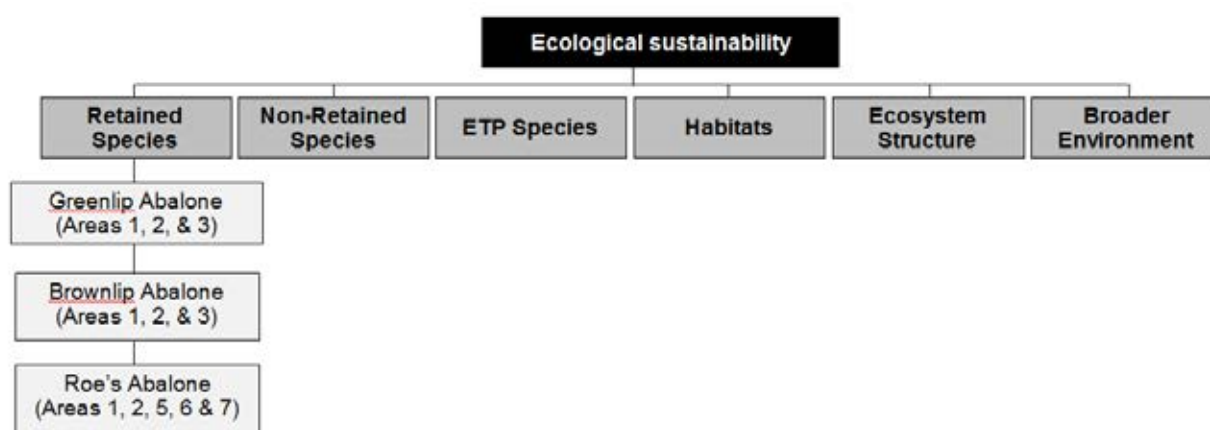 Ecological sustainability
Retained
Species
Non-Retained
Species
ETP Species
Habitats
Ecosystem
Structure
Broader
Environment
Greenlip Abalone
(Areas 1, 2, & 3)
Brownlip Abalone
(Areas 1, 2, & 3)
Roe's Abalone
(Areas 1, 2, 5, 6 & 7)